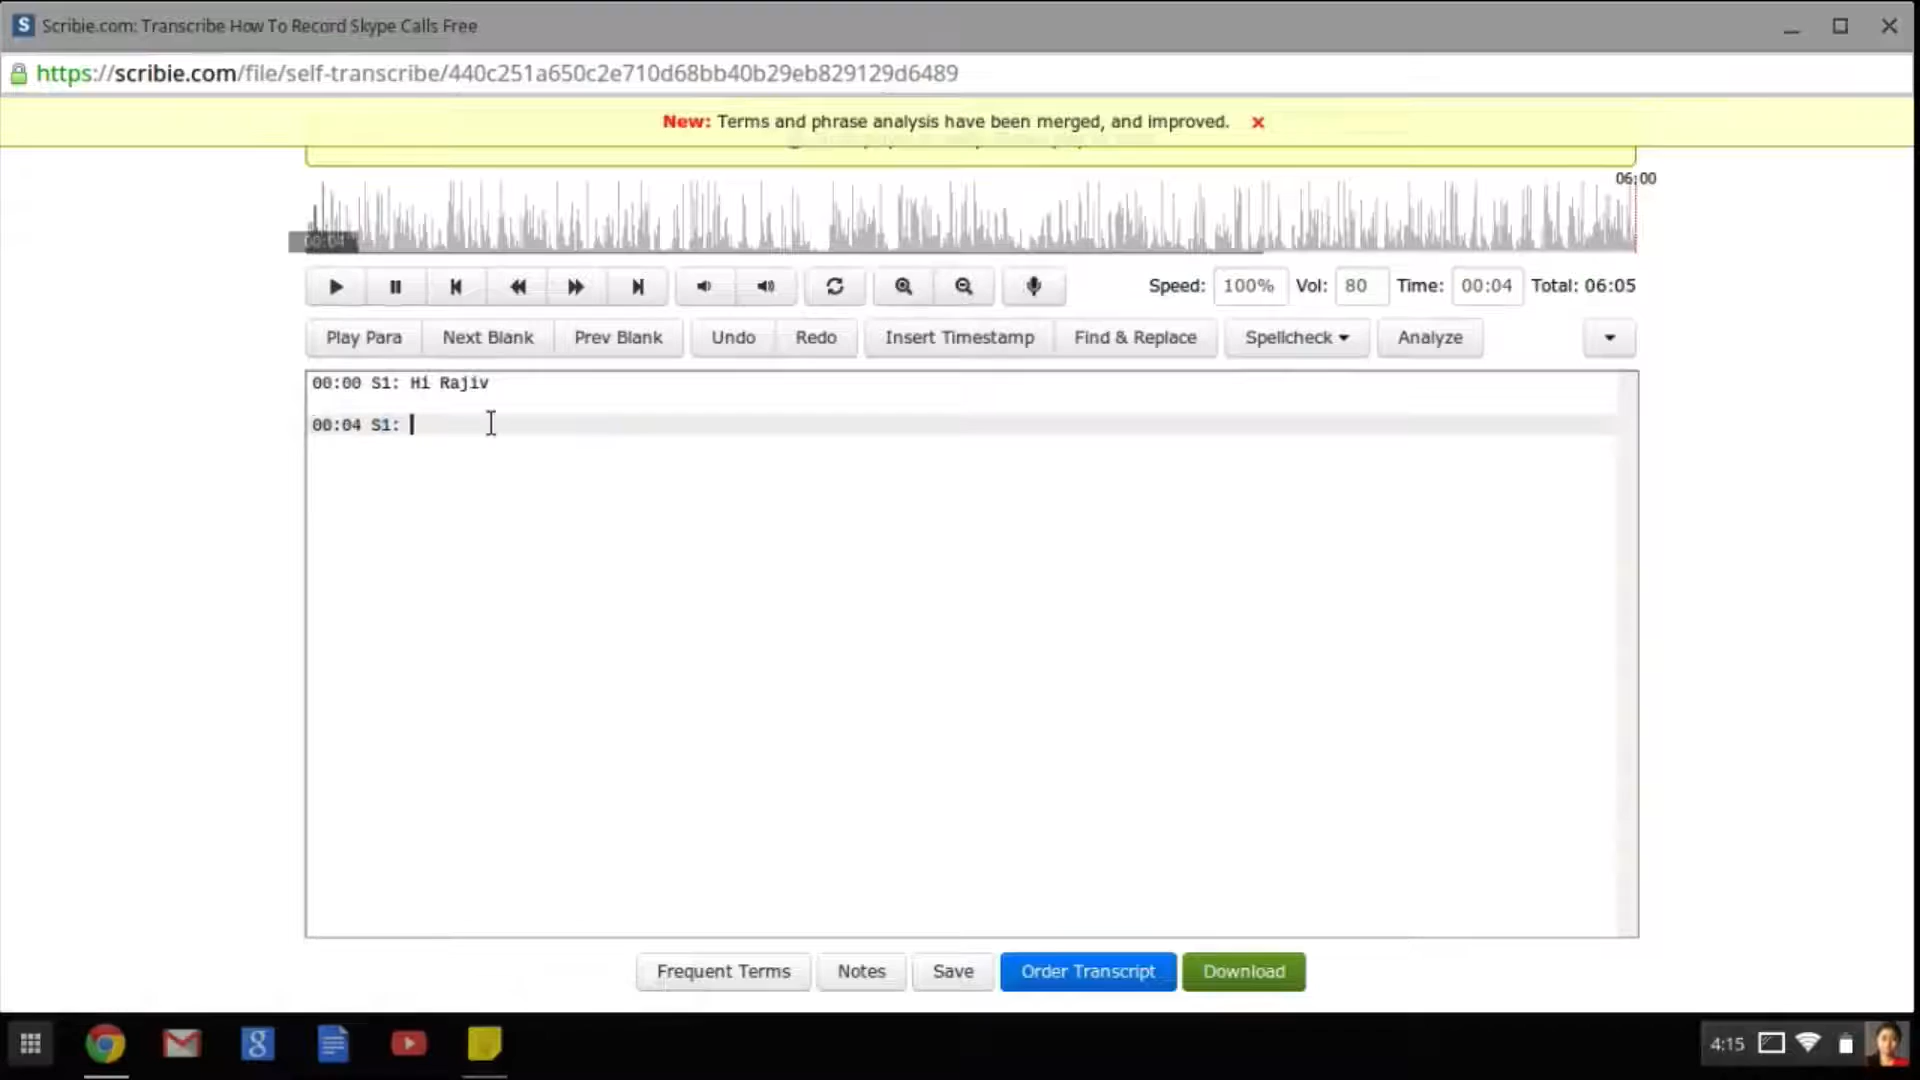 Scribie.com: Transcribe How To Record Skype Calls Free
https://scribie.com/file/self-transcribe/440c251a650c2e710d68bb40b29eb829129d6489
New: Terms and phrase analysis have been merged, and improved.
06:00
00:04
Speed: 100% Vol: 80 Time: 00:04 Total: 06:05
Play Para Next Blank Prev Blank Undo Redo Insert Timestamp Find & Replace Spellcheck Analyze
00:00 S1: Hi Rajiv
00:04 S1:
Frequent Terms Notes Save Order Transcript Download
4:15